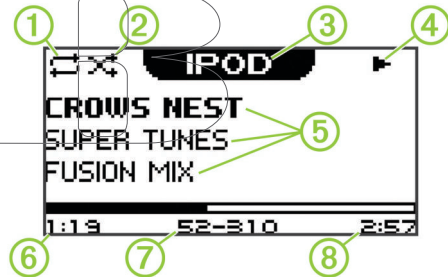 1 2 3 4
IPOD
CROWS NEST
SUPER TUNES
FUSION MIX
5
1:19 52-310 2:57
6 7 8